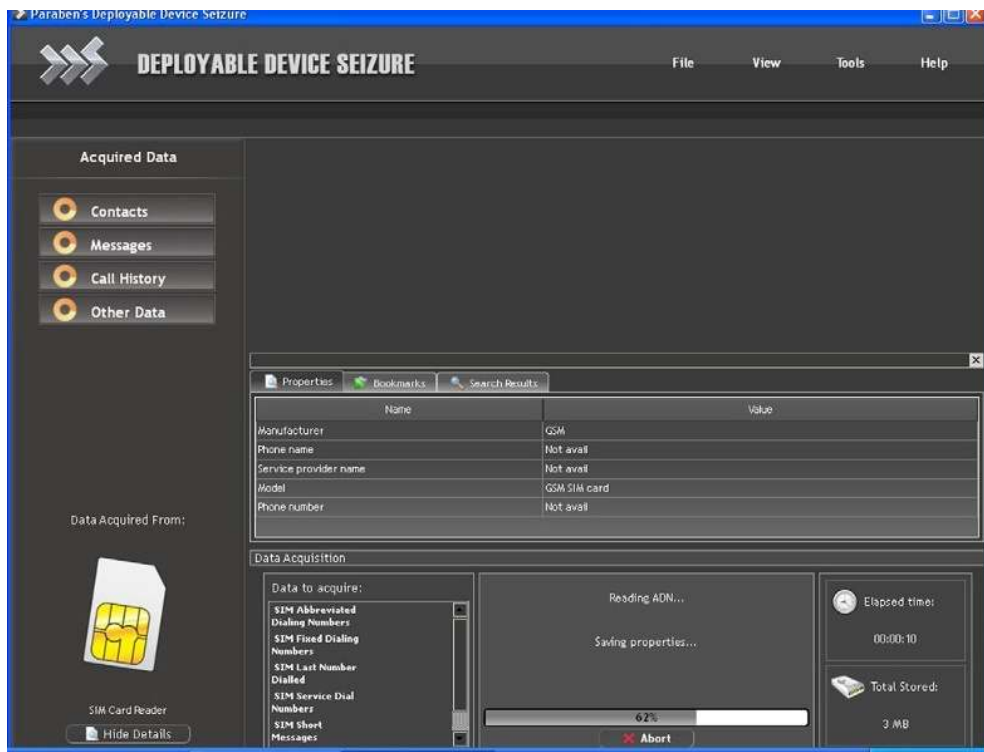 Paraben's Deployable Device Seizure
DEPLOYABLE DEVICE SEIZURE
File View Tools Help
Acquired Data
Contacts
Messages
Call History
Other Data
Properties Bookmarks Search Results
Name Value
Manufacturer GSM
Phone name Not avail
Service provider name Not avail
Model GSM SIM card
Phone number Not avail
Data Acquired From:
SIM Card Reader
Hide Details
Data Acquisition
Data to acquire:
SIM Abbreviated
Dialing Numbers
SIM Fixed Dialing
Numbers
SIM Last Number
Dialled
SIM Service Dial
Numbers
SIM Short
Messages
Reading ADN...
Saving properties...
62%
Abort
Elapsed time:
00:00:10
Total Stored:
3 MB